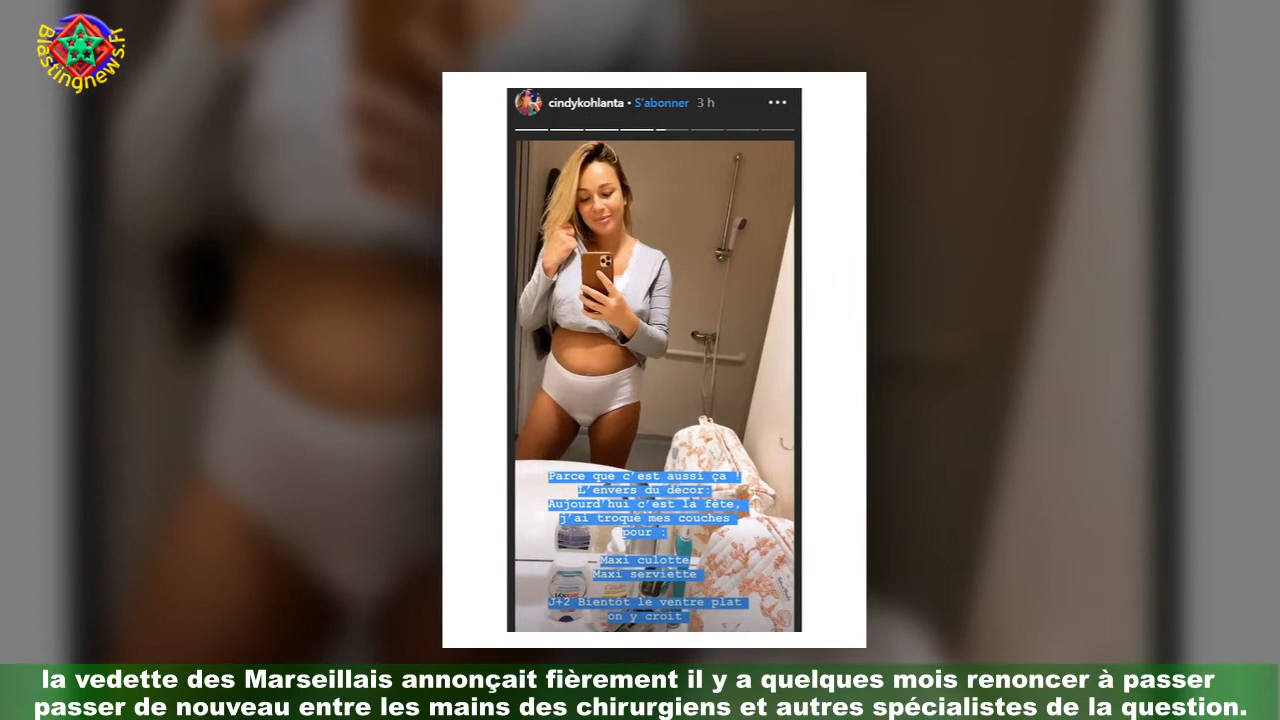 Blastingnews.Fr
cindykohlanta • S'abonner 3 h
Parce que c'est aussi ça !
L'envers du décor:
Aujourd'hui c'est la fête,
j'ai troqué mes couches
pour :
Maxi culotte
Maxi serviette
J+2 Bientôt le ventre plat
on y croit
la vedette des Marseillais annonçait fièrement il y a quelques mois renoncer à passer
passer de nouveau entre les mains des chirurgiens et autres spécialistes de la question.